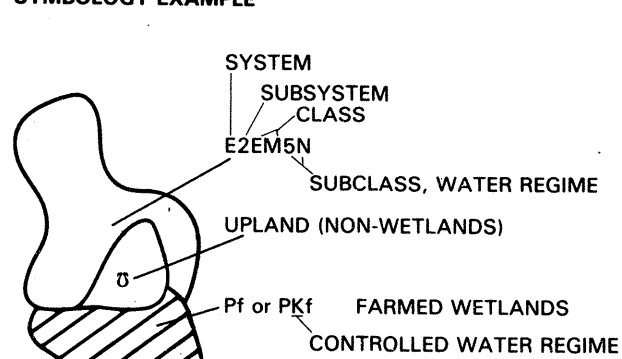 SYMBOLOGY EXAMPLE
SYSTEM
SUBSYSTEM
CLASS
E2EM5N
SUBCLASS, WATER REGIME
UPLAND (NON-WETLANDS)
Pf or PKf FARMED WETLANDS
CONTROLLED WATER REGIME